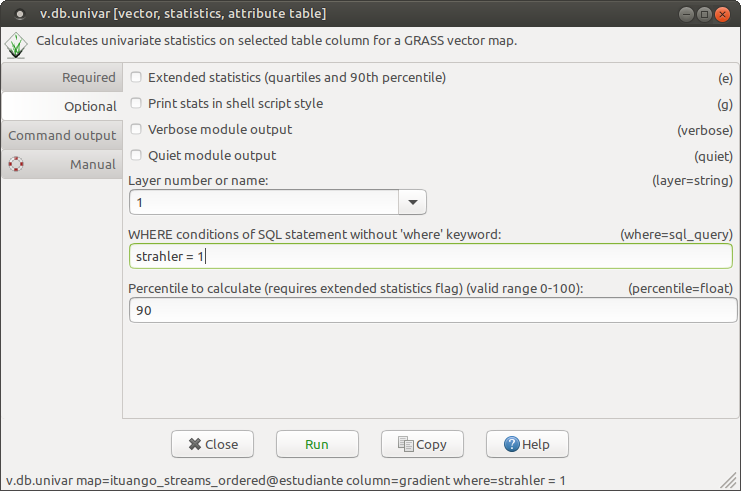 v.db.univar [vector, statistics, attribute table]
Calculates univariate statistics on selected table column for a GRASS vector map.
Required
Optional
Command output
Manual
Extended statistics (quartiles and 90th percentile) (e)
Print stats in shell script style (g)
Verbose module output (verbose)
Quiet module output (quiet)
Layer number or name: (layer=string)
1
WHERE conditions of SQL statement without 'where' keyword: (where=sql_query)
strahler = 1
Percentile to calculate (requires extended statistics flag) (valid range 0-100): (percentile=float)
90
Close Run Copy Help
v.db.univar map=ituango_streams_ordered@estudiante column=gradient where=strahler = 1